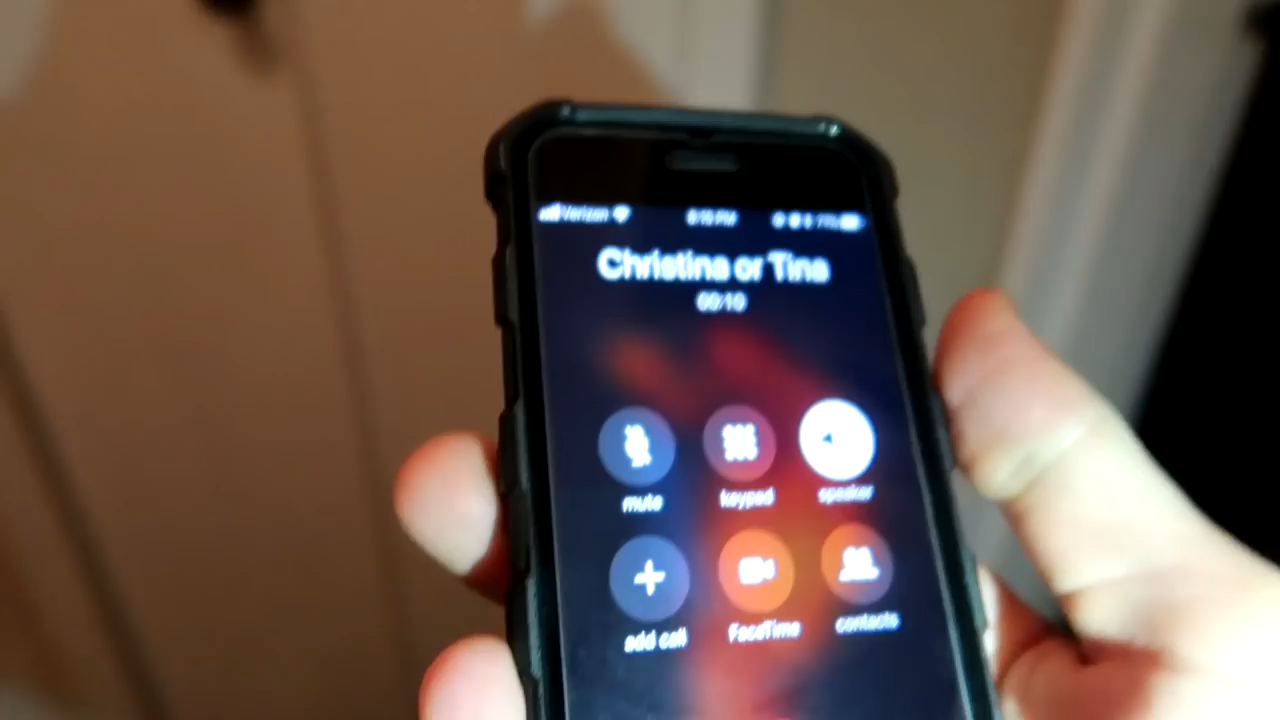 Verizon
Christina or Tina
00:10
mute keypad speaker
add call FaceTime contacts